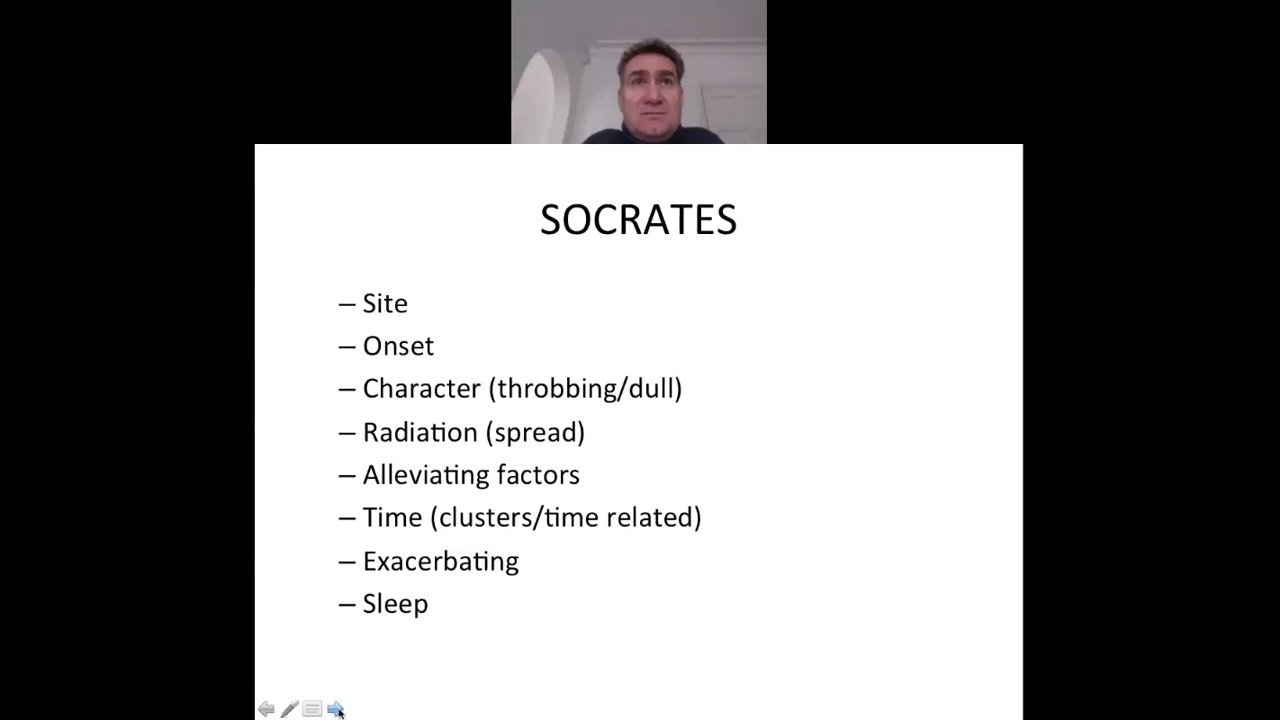 SOCRATES
– Site
– Onset
– Character (throbbing/dull)
– Radiation (spread)
– Alleviating factors
– Time (clusters/time related)
– Exacerbating
– Sleep